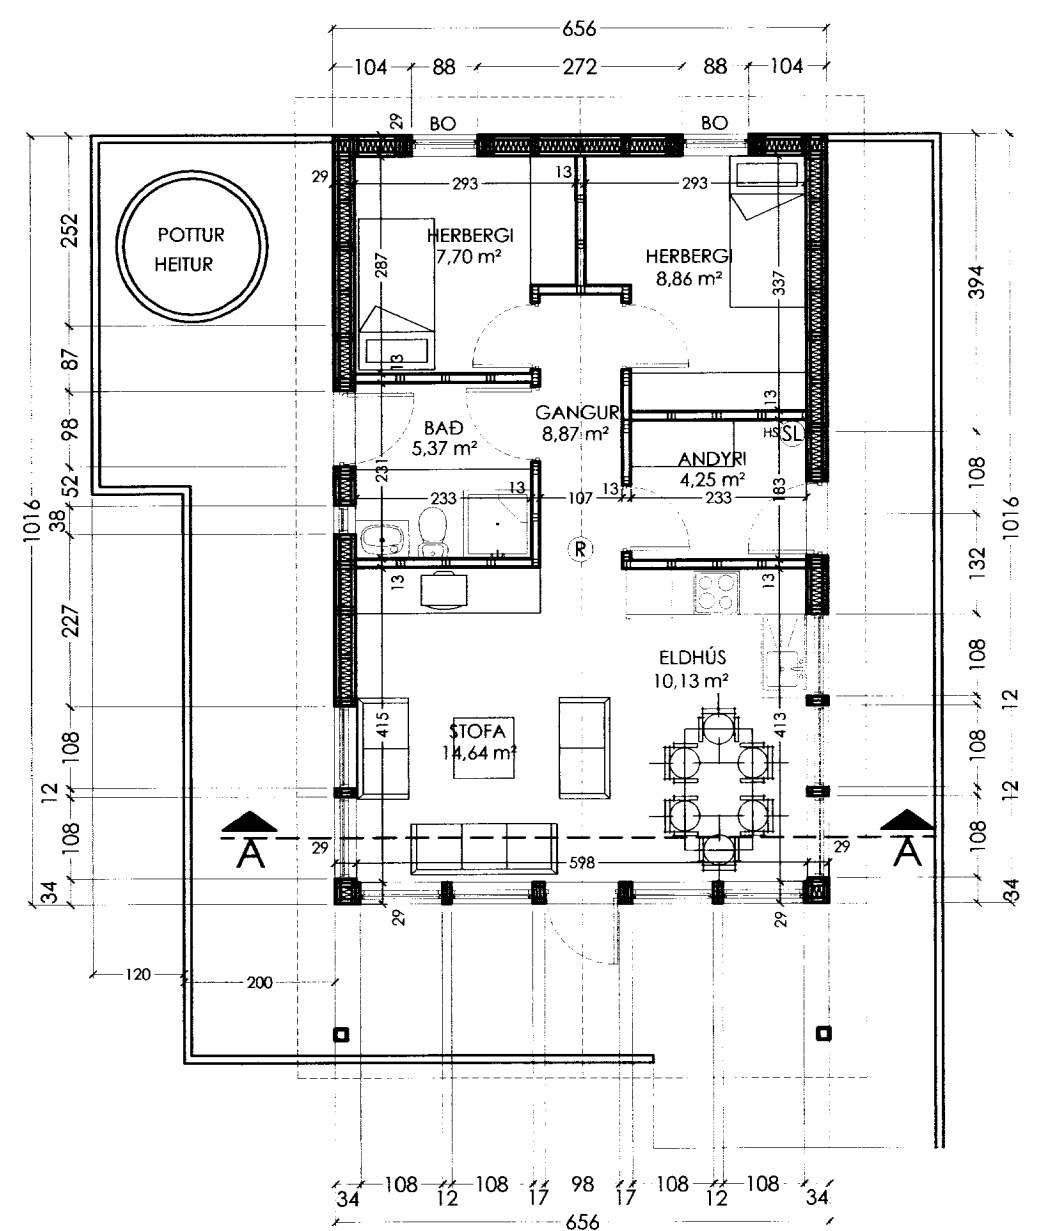 656
104 88 272 88 104
29 BO BO
29 293 13 293
POTTUR
HEITUR
252
HERBERGI
7,70 m²
HERBERGI
8,86 m²
287
337
394
87
13
13
98
GANGUR
8,87 m²
BAÐ
5,37 m²
HS SL
ANDYRI
4,25 m²
231
183
108
52
233 13 107 13 233
1016
38
1016
R
132
13
13
227
ELDHÚS
10,13 m²
108
12
STOFA
14,64 m²
415
413
108
108
12
12
108
108
A
A
29 598 29
34
34
29
29
120 200
34 108 12 108 17 98 17 108 12 108 34
656